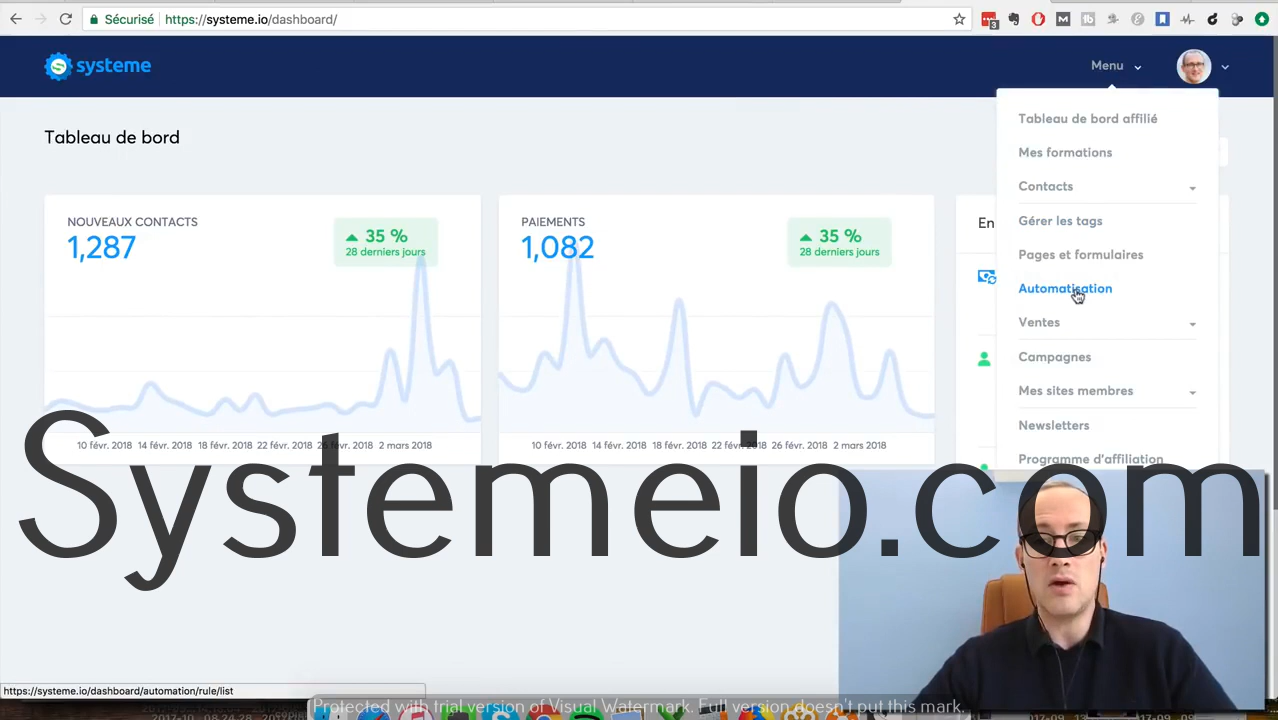 Sécurisé https://systeme.io/dashboard/
3
systeme
Menu
Tableau de bord
Tableau de bord affilié
Mes formations
Contacts
Gérer les tags
Pages et formulaires
Automatisation
Ventes
Campagnes
Mes sites membres
Newsletters
Programme d'affiliation
NOUVEAUX CONTACTS
1,287
35 %
28 derniers jours
PAIEMENTS
1,082
35 %
28 derniers jours
En
10 févr. 2018 14 févr. 2018 18 févr. 2018 22 févr. 2018 26 févr. 2018 2 mars 2018
10 févr. 2018 14 févr. 2018 18 févr. 2018 22 févr. 2018 26 févr. 2018 2 mars 2018
Systemeio.com
https://systeme.io/dashboard/automation/rule/list
Protected with trial version of Visual Watermark. Full version doesn't put this mark.